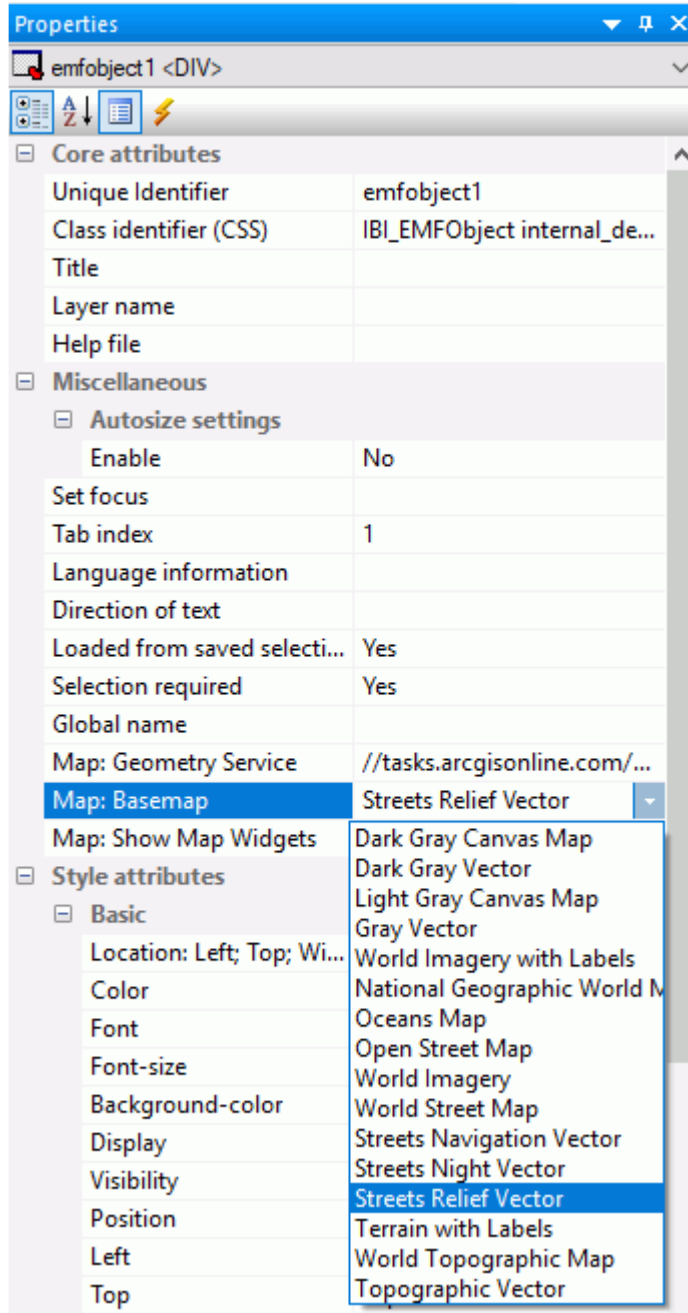 Properties
emfobject1 <DIV>
Core attributes
Unique Identifier emfobject1
Class identifier (CSS) IBI_EMFObject internal_de...
Title
Layer name
Help file
Miscellaneous
Autosize settings
Enable No
Set focus
Tab index 1
Language information
Direction of text
Loaded from saved selecti... Yes
Selection required Yes
Global name
Map: Geometry Service //tasks.arcgisonline.com/...
Map: Basemap Streets Relief Vector
Map: Show Map Widgets
Style attributes
Basic
Location: Left; Top; Wi...
Color
Font
Font-size
Background-color
Display
Visibility
Position
Left
Top
Dark Gray Canvas Map
Dark Gray Vector
Light Gray Canvas Map
Gray Vector
World Imagery with Labels
National Geographic World M
Oceans Map
Open Street Map
World Imagery
World Street Map
Streets Navigation Vector
Streets Night Vector
Streets Relief Vector
Terrain with Labels
World Topographic Map
Topographic Vector